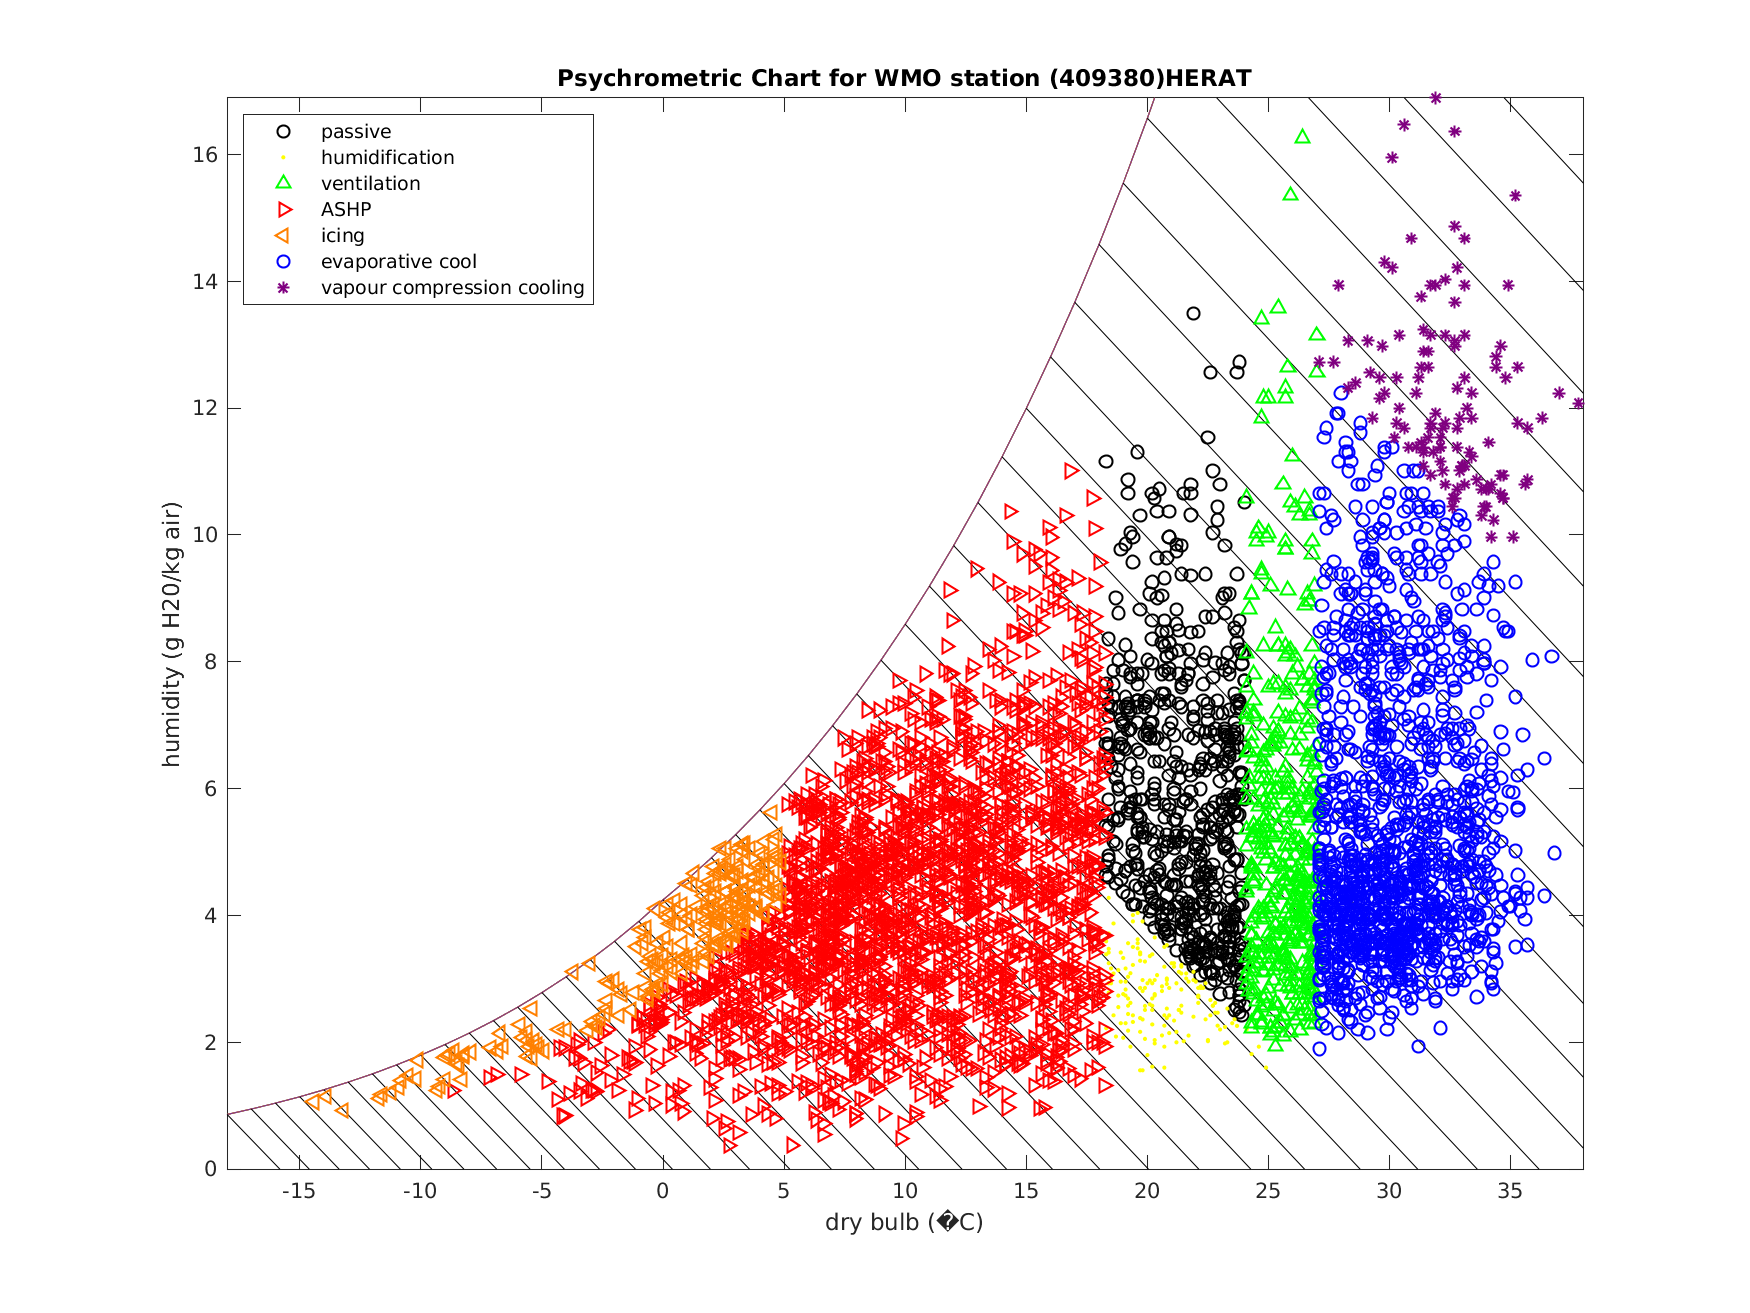 Psychrometric Chart for WMO station (409380)HERAT
passive
humidification
ventilation
ASHP
icing
evaporative cool
vapour compression cooling
humidity (g H20/kg air)
16
14
12
10
8
6
4
2
0
-15 -10 -5 0 5 10 15 20 25 30 35
dry bulb (�C)